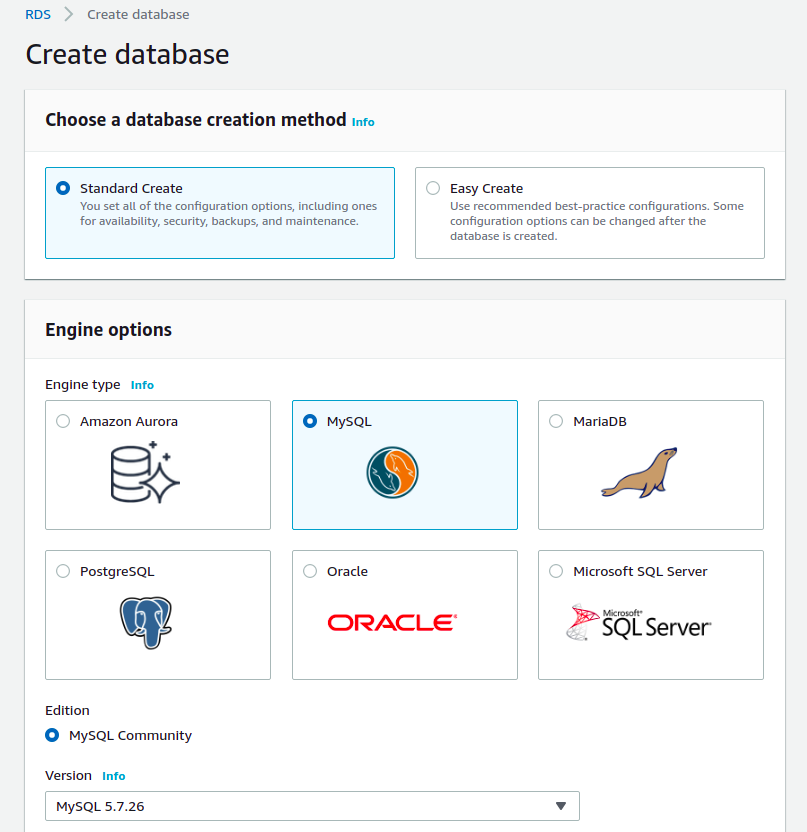 RDS > Create database
Create database
Choose a database creation method Info
Standard Create
You set all of the configuration options, including ones
for availability, security, backups, and maintenance.
Easy Create
Use recommended best-practice configurations. Some
configuration options can be changed after the
database is created.
Engine options
Engine type Info
Amazon Aurora
MySQL
MariaDB
PostgreSQL
Oracle
ORACLE®
Microsoft SQL Server
Microsoft®
SQL Server®
Edition
MySQL Community
Version Info
MySQL 5.7.26